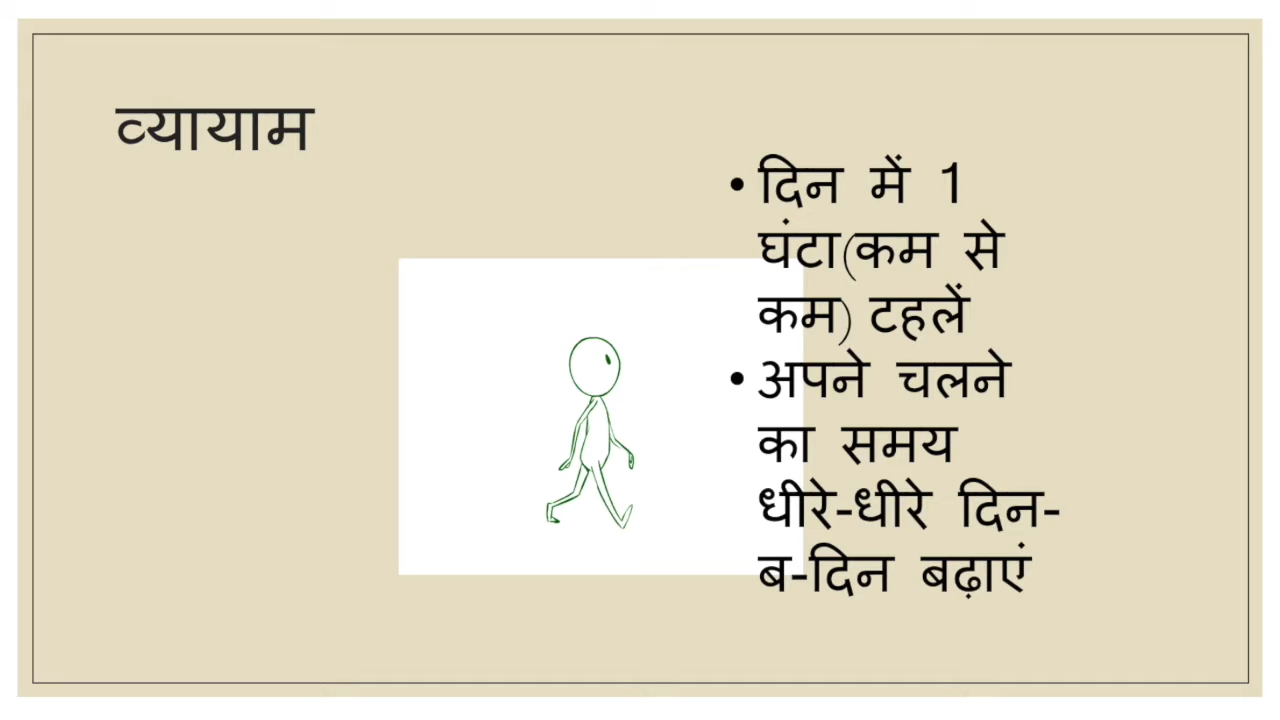 व्यायाम
• दिन में 1
घंटा(कम से
कम) टहलें
• अपने चलने
का समय
धीरे-धीरे दिन-
ब-दिन बढ़ाएं